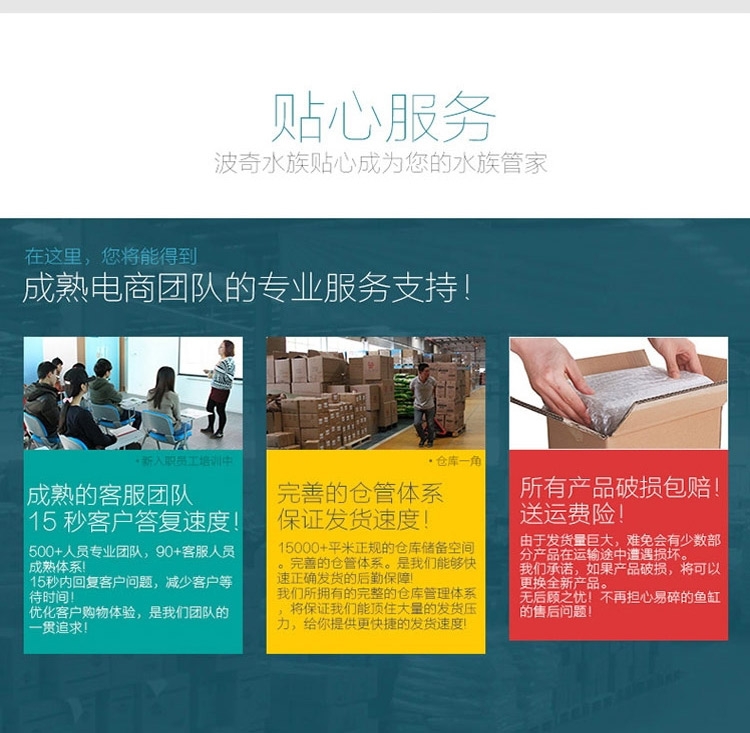 贴心服务
波奇水族贴心成为您的水族管家
在这里，您将能得到
成熟电商团队的专业服务支持！
•新入职员工培训中
成熟的客服团队
15秒客户答复速度！
500+人员专业团队，90+客服人员
成熟体系！
15秒内回复客户问题，减少客户等
待时间！
优化客户购物体验，是我们团队的
一贯追求！
•仓库一角
完善的仓管体系
保证发货速度！
15000+平米正规的仓库储备空间
。完善的仓管体系。是我们能够快
速正确发货的后勤保障！
我们所拥有的完整的仓库管理体系
，将保证我们能顶住大量的发货压
力，给你提供更快捷的发货速度！
所有产品破损包赔！
送运费险！
由于发货量巨大，难免会有少数部
分产品在运输途中遭遇损坏。
我们承诺，如果产品破损，将可以
更换全新产品。
无后顾之忧！不再担心易碎的鱼缸
的售后问题！